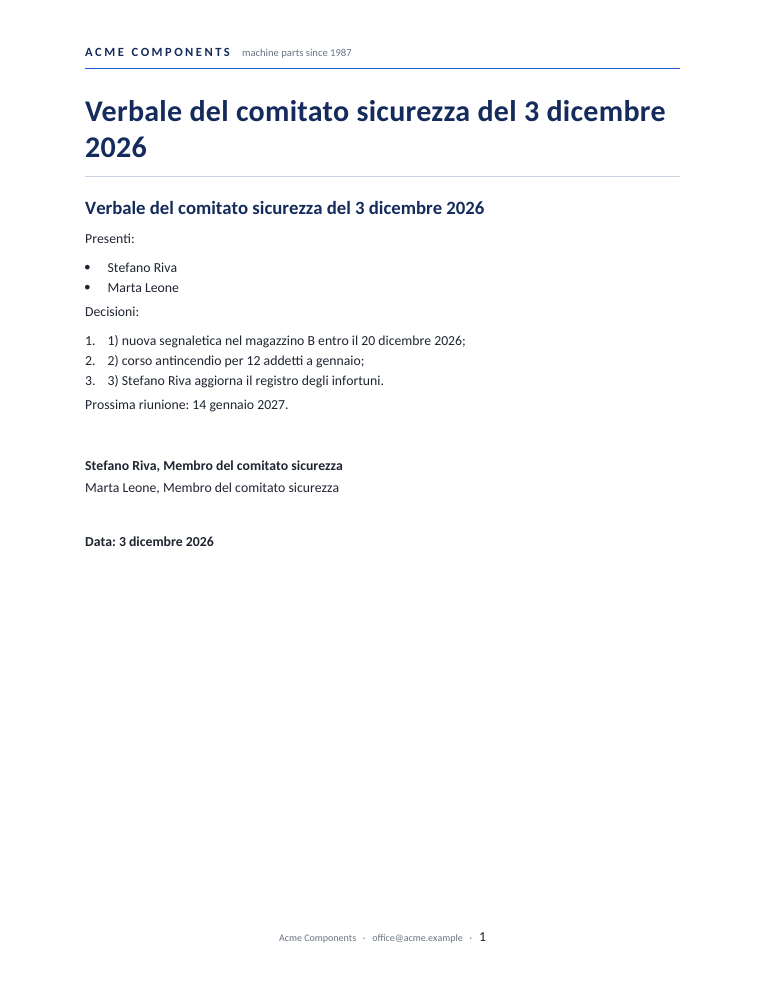 ACME COMPONENTS machine parts since 1987
Verbale del comitato sicurezza del 3 dicembre
2026
Verbale del comitato sicurezza del 3 dicembre 2026
Presenti:
• Stefano Riva
• Marta Leone
Decisioni:
1. 1) nuova segnaletica nel magazzino B entro il 20 dicembre 2026;
2. 2) corso antincendio per 12 addetti a gennaio;
3. 3) Stefano Riva aggiorna il registro degli infortuni.
Prossima riunione: 14 gennaio 2027.
Stefano Riva, Membro del comitato sicurezza
Marta Leone, Membro del comitato sicurezza
Data: 3 dicembre 2026
Acme Components · office@acme.example · 1